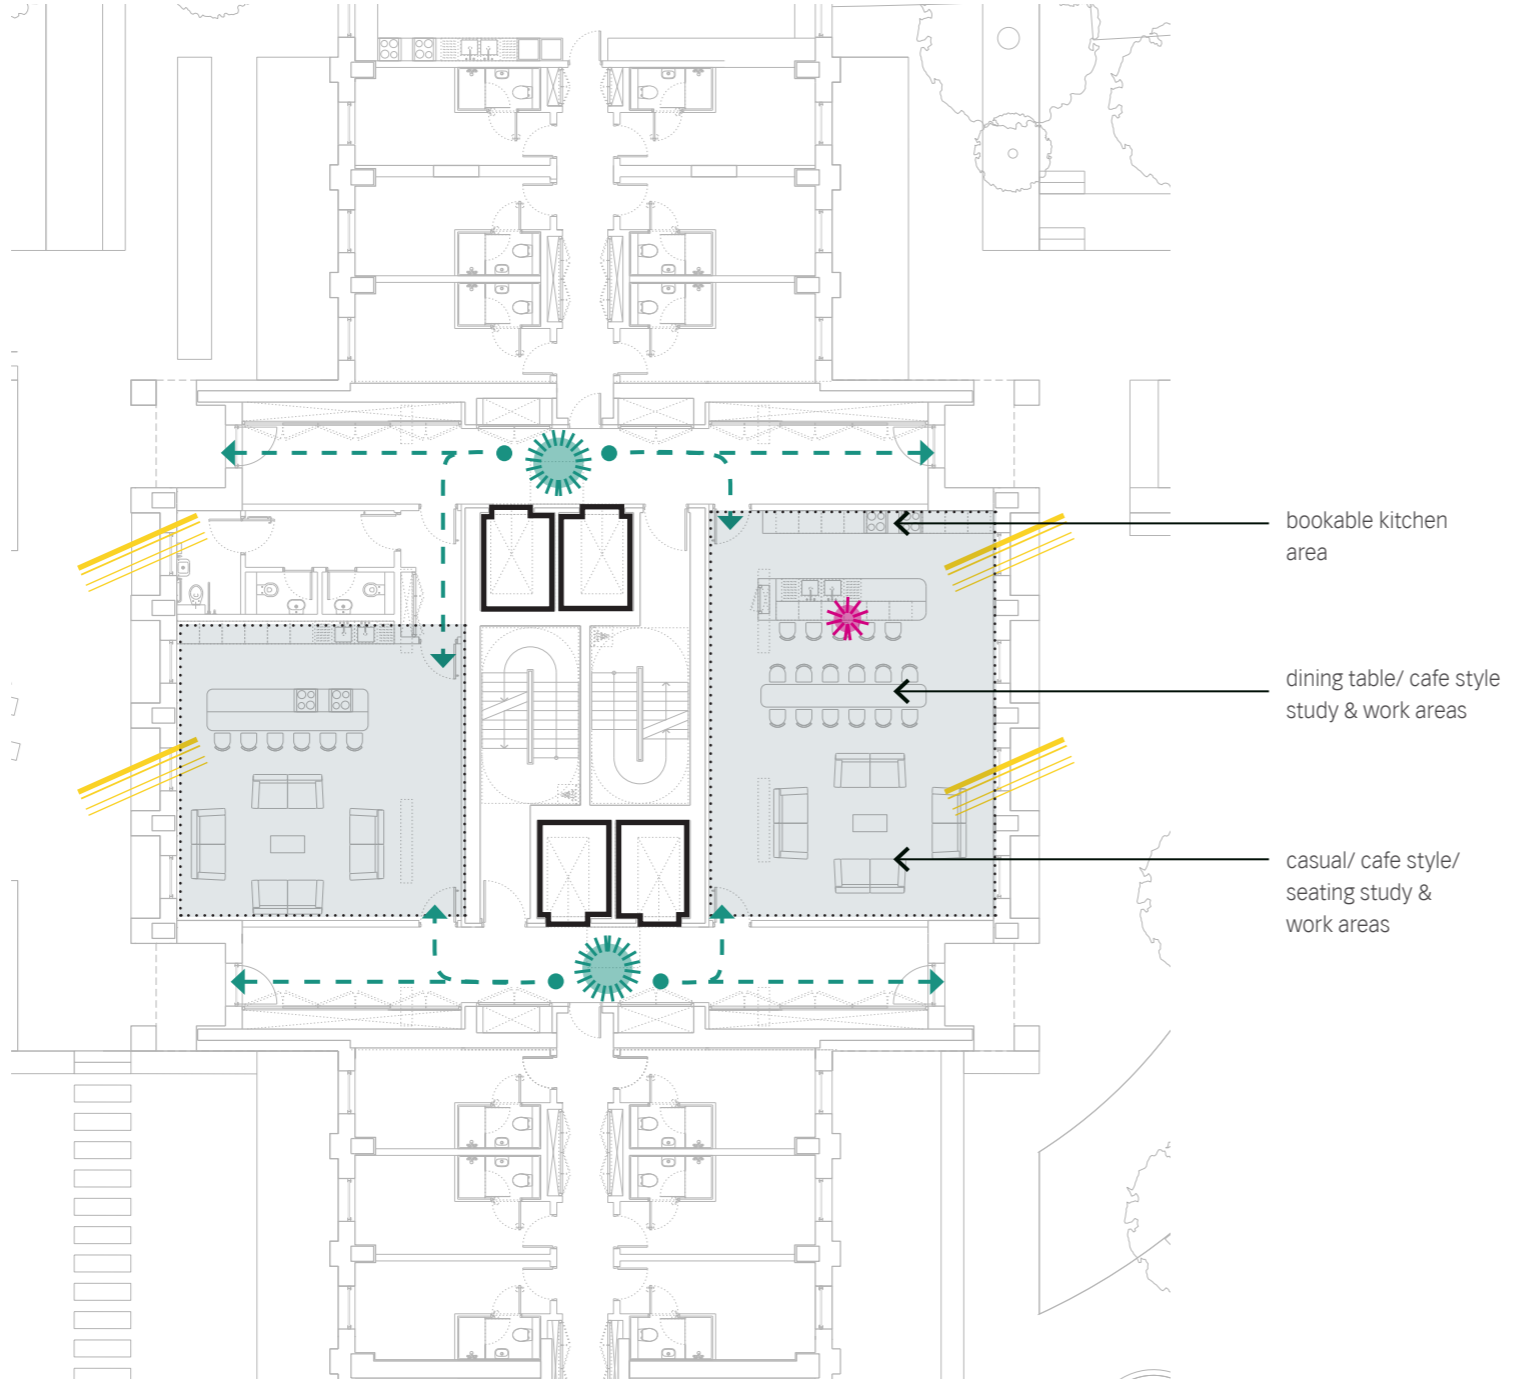 bookable kitchen
area
dining table/ cafe style
study & work areas
casual/ cafe style/
seating study &
work areas